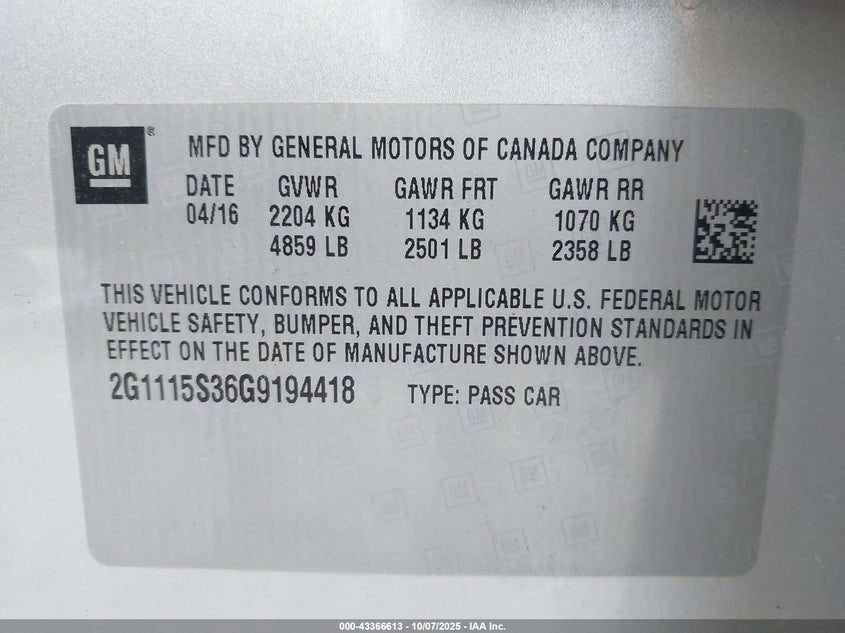 GM ®
MFD BY GENERAL MOTORS OF CANADA COMPANY
DATE GVWR GAWR FRT GAWR RR
04/16 2204 KG 1134 KG 1070 KG
4859 LB 2501 LB 2358 LB
THIS VEHICLE CONFORMS TO ALL APPLICABLE U.S. FEDERAL MOTOR
VEHICLE SAFETY, BUMPER, AND THEFT PREVENTION STANDARDS IN
EFFECT ON THE DATE OF MANUFACTURE SHOWN ABOVE.
2G1115S36G9194418 TYPE: PASS CAR
000-43366613 - 10/07/2025 - IAA Inc.